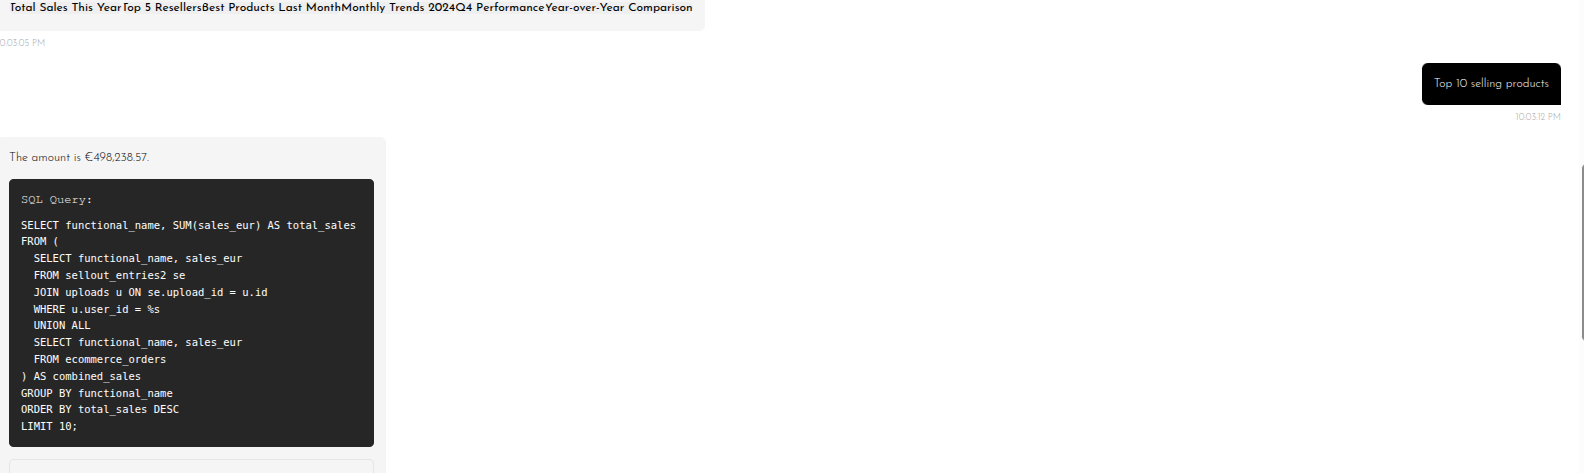 Total Sales This YearTop 5 ResellersBest Products Last MonthMonthly Trends 2024Q4 PerformanceYear-over-Year Comparison
0:03:05 PM
Top 10 selling products
10:03:12 PM
The amount is €498,238.57.
SQL Query:
SELECT functional_name, SUM(sales_eur) AS total_sales
FROM (
  SELECT functional_name, sales_eur
  FROM sellout_entries2 se
  JOIN uploads u ON se.upload_id = u.id
  WHERE u.user_id = %s
  UNION ALL
  SELECT functional_name, sales_eur
  FROM ecommerce_orders
) AS combined_sales
GROUP BY functional_name
ORDER BY total_sales DESC
LIMIT 10;